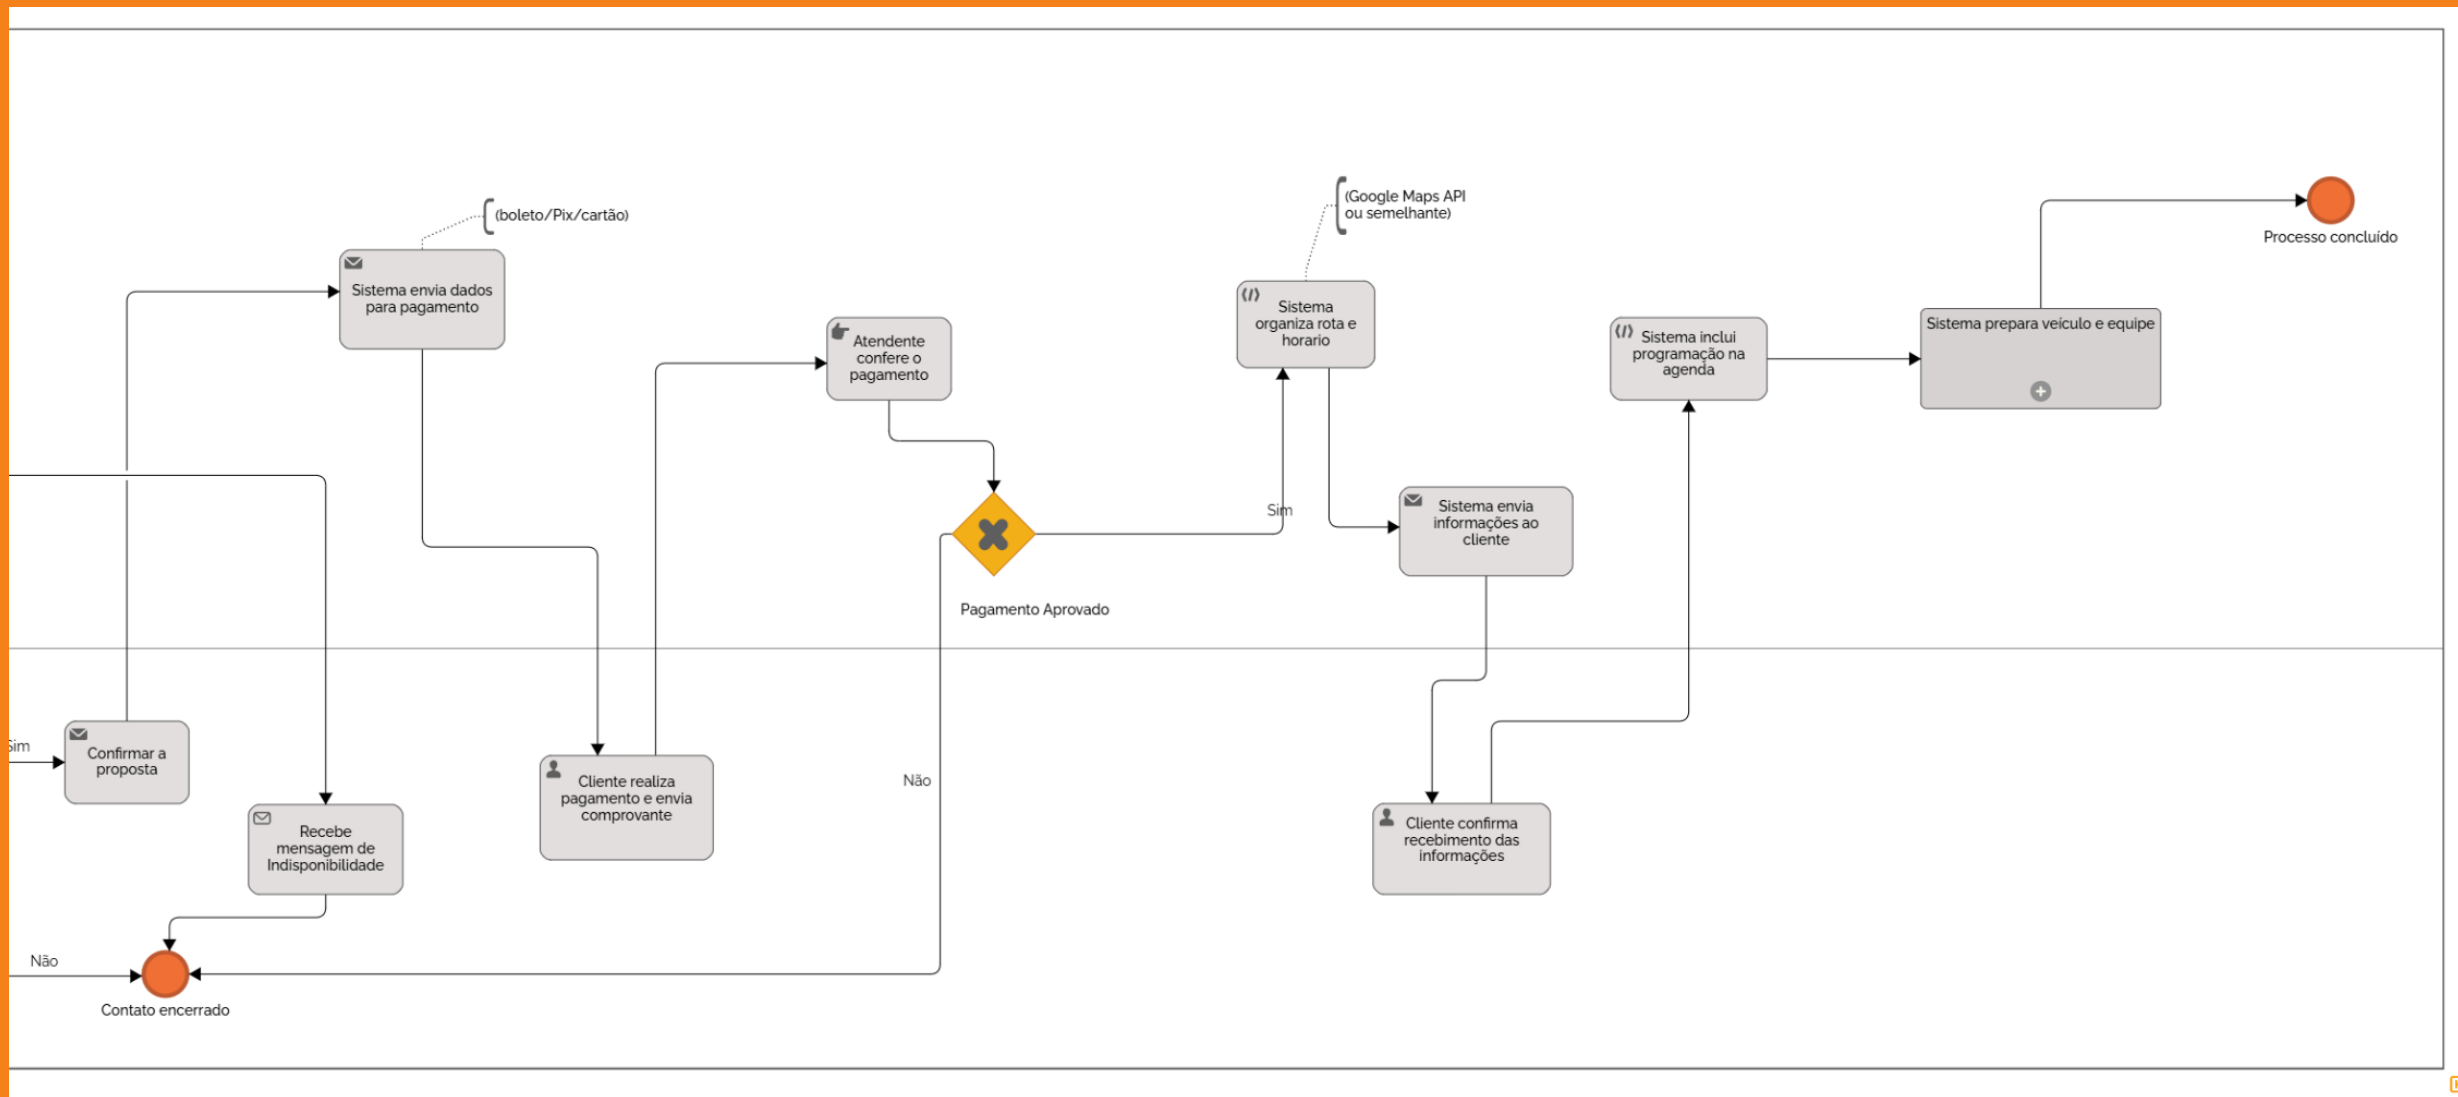 (boleto/Pix/cartão)
Sistema envia dados
para pagamento
Atendente
confere o
pagamento
(Google Maps API
ou semelhante)
Sistema
organiza rota e
horario
Sistema inclui
programação na
agenda
Sistema prepara veículo e equipe
Processo concluído
Sim
Sistema envia
informações ao
cliente
Pagamento Aprovado
Sim
Confirmar a
proposta
Recebe
mensagem de
Indisponibilidade
Cliente realiza
pagamento e envia
comprovante
Não
Cliente confirma
recebimento das
informações
Não
Contato encerrado